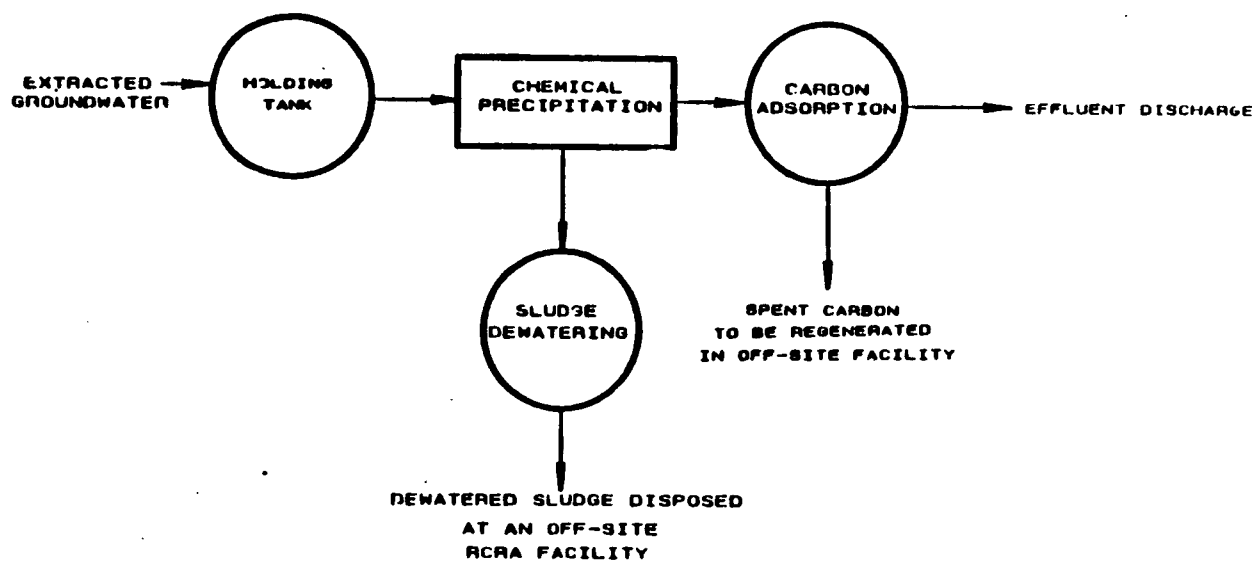 EXTRACTED
GROUNDWATER
HOLDING
TANK
CHEMICAL
PRECIPITATION
CARBON
ADSORPTION
EFFLUENT DISCHARGE
SLUDGE
DEWATERING
SPENT CARBON
TO BE REGENERATED
IN OFF-SITE FACILITY
DEWATERED SLUDGE DISPOSED
AT AN OFF-SITE
RCRA FACILITY